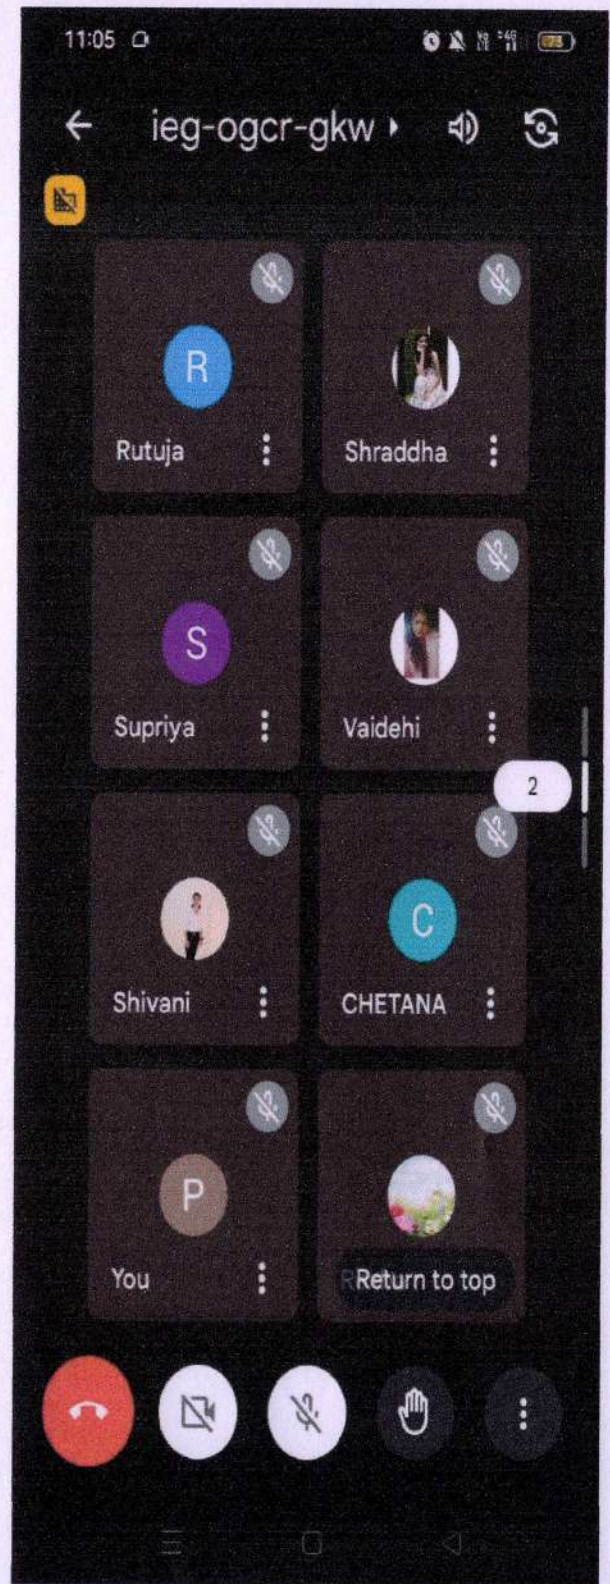 11:05
ieg-ogcr-gkw
R
Rutuja
Shraddha
S
Supriya
Vaidehi
2
Shivani
C
CHETANA
P
You
Return to top